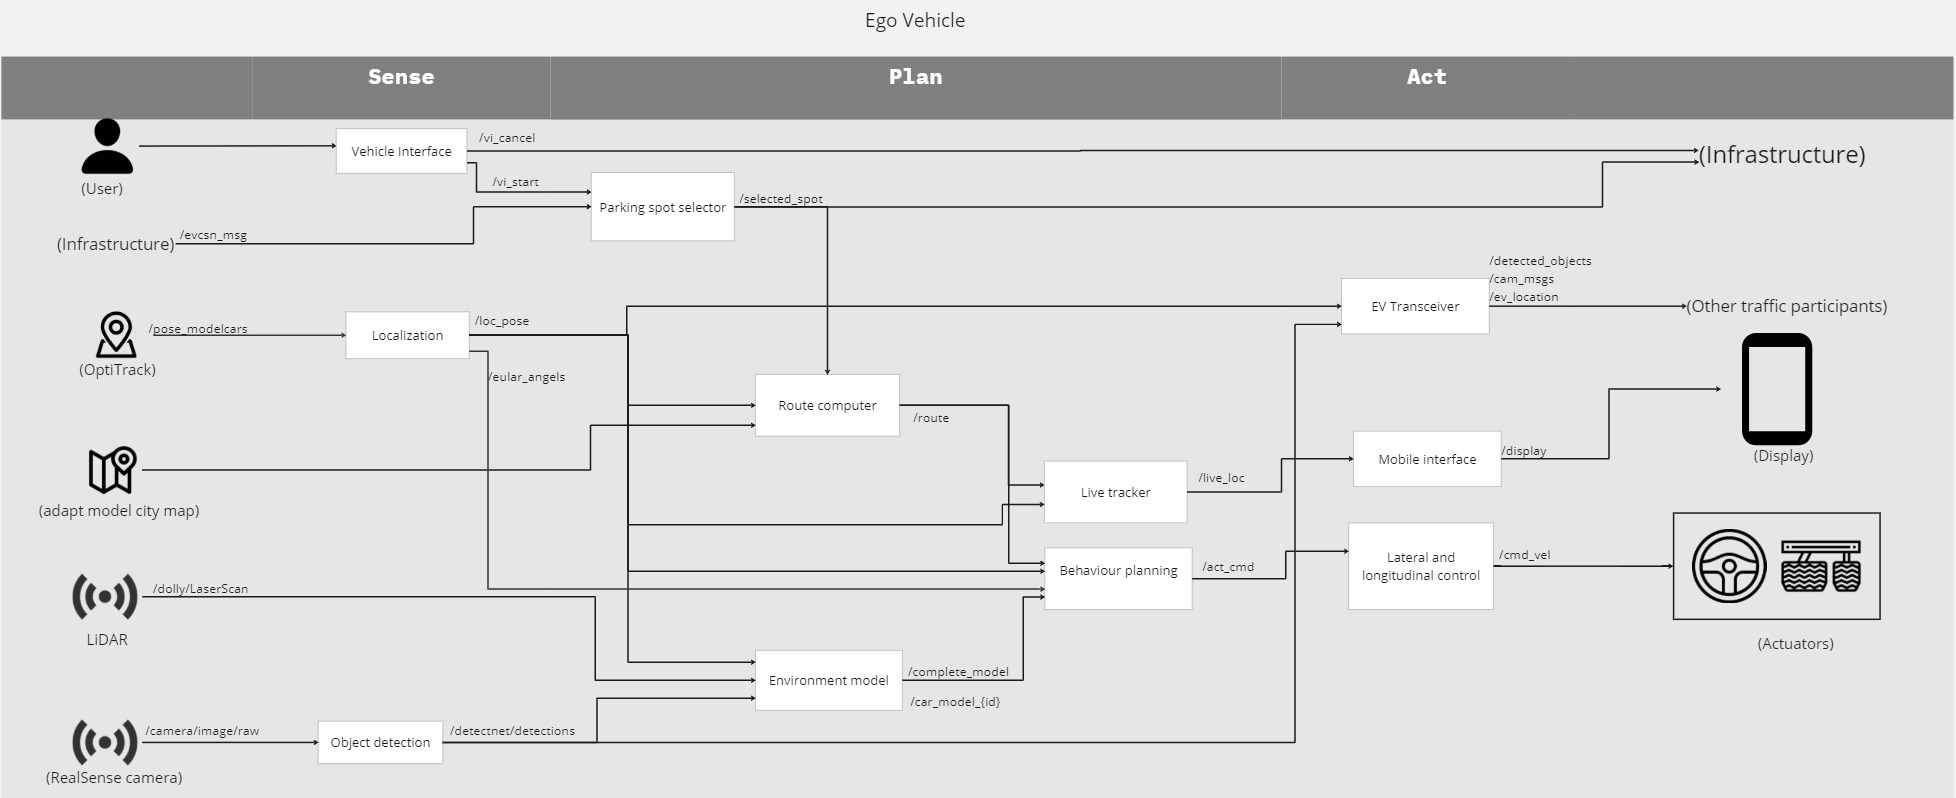 Ego Vehicle
Sense
Plan
Act
(User)
Vehicle Interface
/vi_cancel
/vi_start
(Infrastructure)
/evcsn_msg
Parking spot selector
/selected_spot
(Infrastructure)
(OptiTrack)
/pose_modelcars
Localization
/loc_pose
/eular_angels
EV Transceiver
/detected_objects
/cam_msgs
/ev_location
(Other traffic participants)
(adapt model city map)
Route computer
/route
Live tracker
/live_loc
Mobile interface
/display
(Display)
LiDAR
/dolly/LaserScan
Behaviour planning
/act_cmd
Lateral and
longitudinal control
/cmd_vel
(Actuators)
Environment model
/complete_model
/car_model_{id}
(RealSense camera)
/camera/image/raw
Object detection
/detectnet/detections